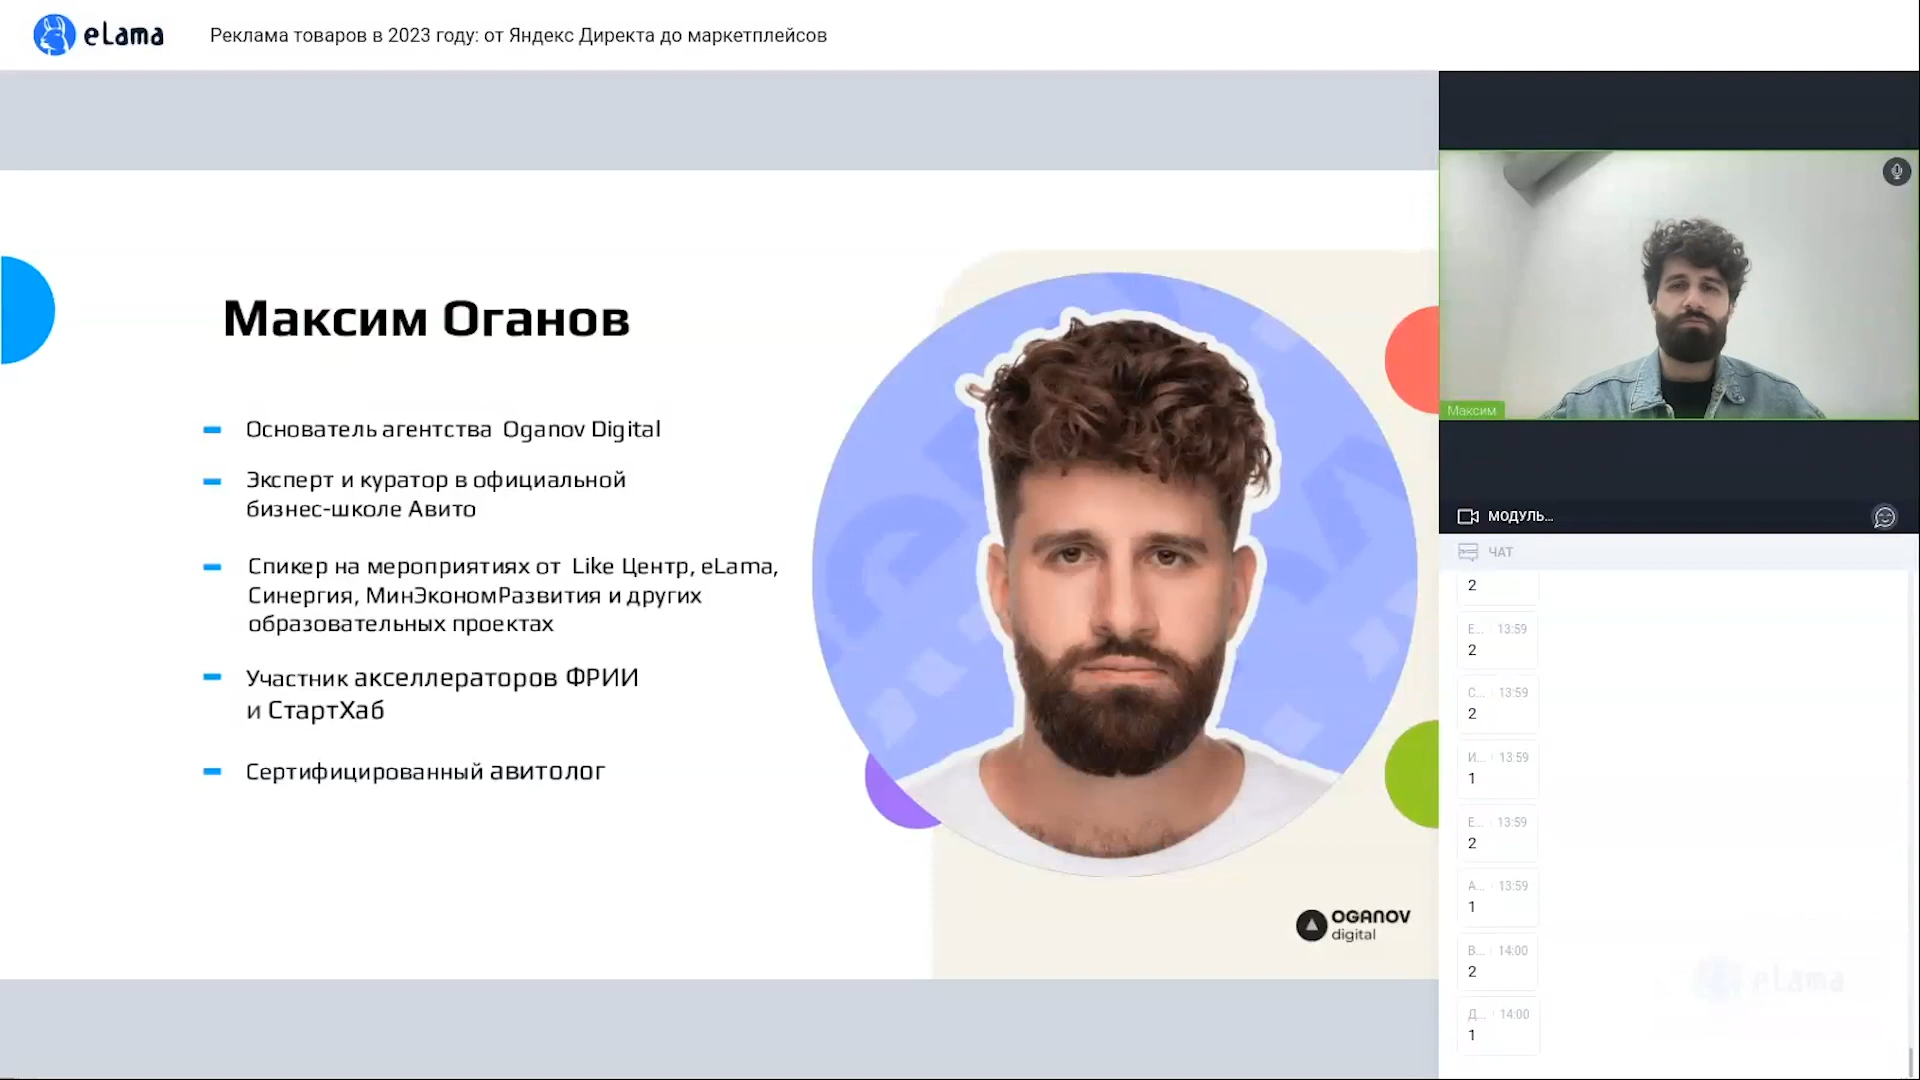 eLama
Реклама товаров в 2023 году: от Яндекс Директа до маркетплейсов
Максим Оганов
Основатель агентства Oganov Digital
Эксперт и куратор в официальной
бизнес-школе Авито
Спикер на мероприятиях от Like Центр, eLama,
Синергия, МинЭкономРазвития и других
образовательных проектах
Участник акселлераторов ФРИИ
и СтартХаб
Сертифицированный авитолог
OGANOV
digital
Максим
МОДУЛЬ...
ЧАТ
2
Е... 13:59
2
С... 13:59
2
И... 13:59
1
Е... 13:59
2
А... 13:59
1
В... 14:00
2
Д... 14:00
1
eLama